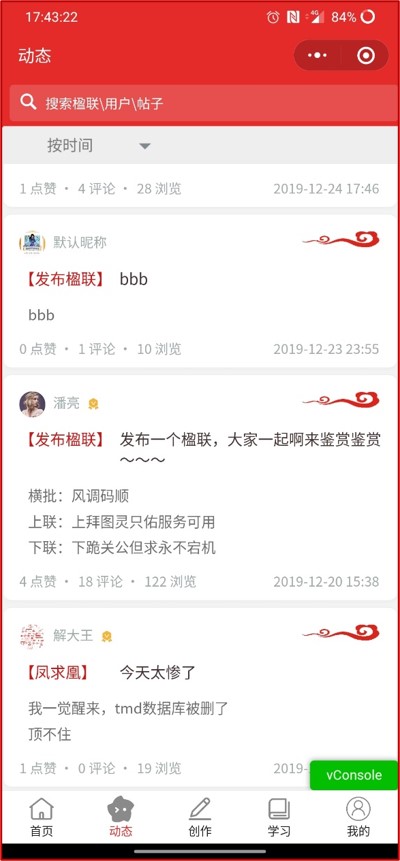 17:43:22 4G 84%
动态
搜索楹联\用户\帖子
按时间
1 点赞 · 4 评论 · 28 浏览 2019-12-24 17:46
默认昵称
【发布楹联】 bbb
bbb
0 点赞 · 1 评论 · 10 浏览 2019-12-23 23:55
潘亮
【发布楹联】 发布一个楹联，大家一起啊来鉴赏鉴赏
～～～
横批：风调码顺
上联：上拜图灵只佑服务可用
下联：下跪关公但求永不宕机
4 点赞 · 18 评论 · 122 浏览 2019-12-20 15:38
解大王
【凤求凰】 今天太惨了
我一觉醒来，tmd数据库被删了
顶不住
1 点赞 · 0 评论 · 19 浏览 2019-
vConsole
首页 动态 创作 学习 我的